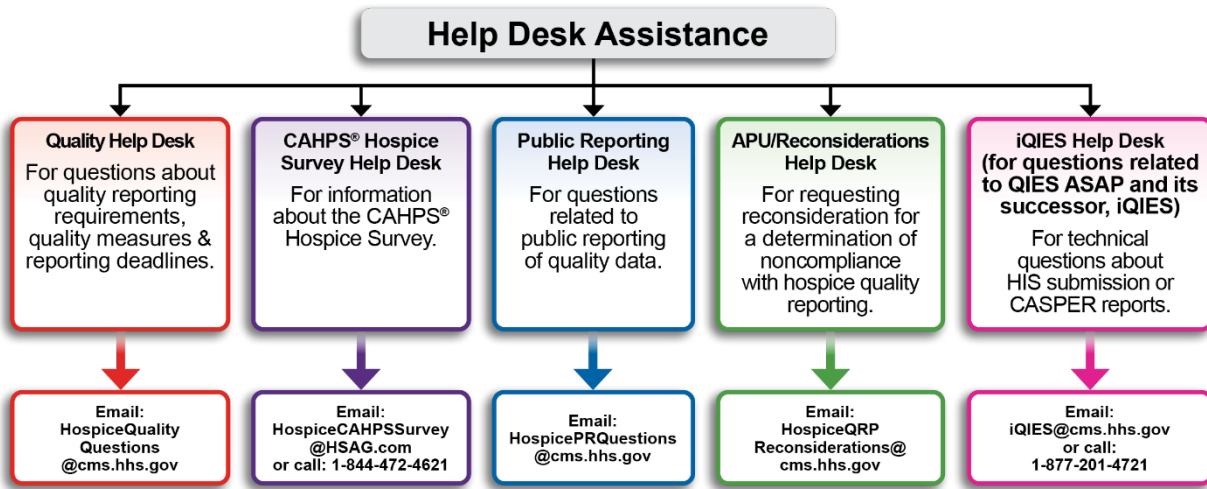 Help Desk Assistance
Quality Help Desk
For questions about
quality reporting
requirements,
quality measures &
reporting deadlines.
Email:
HospiceQuality
Questions
@cms.hhs.gov
CAHPS® Hospice
Survey Help Desk
For information
about the CAHPS®
Hospice Survey.
Email:
HospiceCAHPSSurvey
@HSAG.com
or call: 1-844-472-4621
Public Reporting
Help Desk
For questions
related to
public reporting
of quality data.
Email:
HospicePRQuestions
@cms.hhs.gov
APU/Reconsiderations
Help Desk
For requesting
reconsideration for
a determination of
noncompliance
with hospice quality
reporting.
Email:
HospiceQRP
Reconsiderations@
cms.hhs.gov
iQIES Help Desk
(for questions related
to QIES ASAP and its
successor, iQIES)
For technical
questions about
HIS submission or
CASPER reports.
Email:
iQIES@cms.hhs.gov
or call:
1-877-201-4721